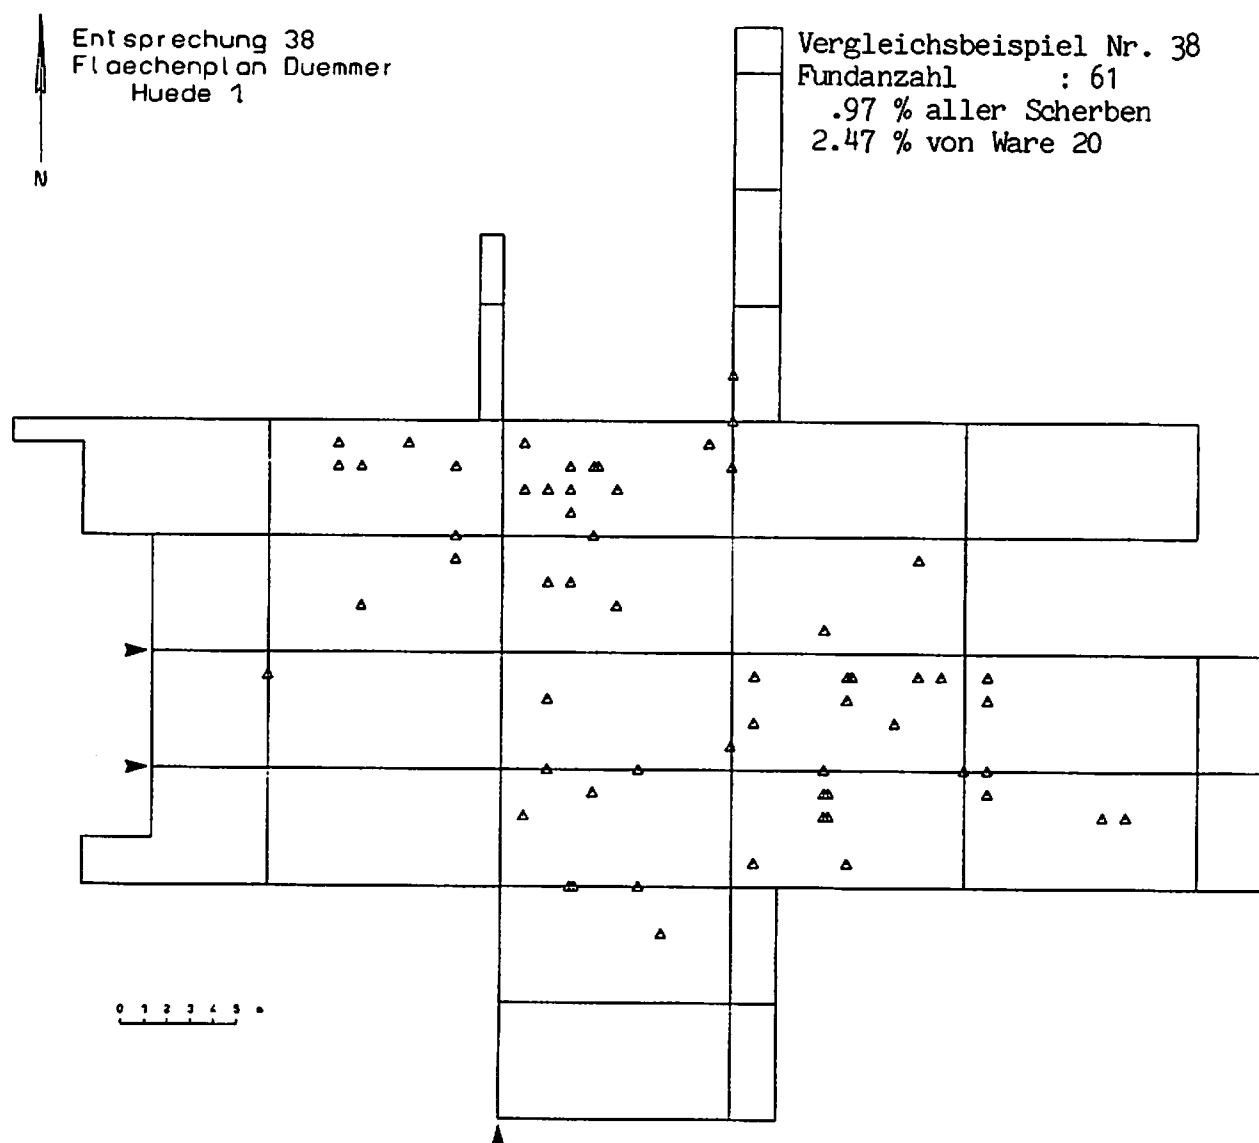 Entsprechung 38
Flaechenplan Duemmer
Huede 1
N
Vergleichsbeispiel Nr. 38
Fundanzahl : 61
.97 % aller Scherben
2.47 % von Ware 20
0 1 2 3 4 5 m